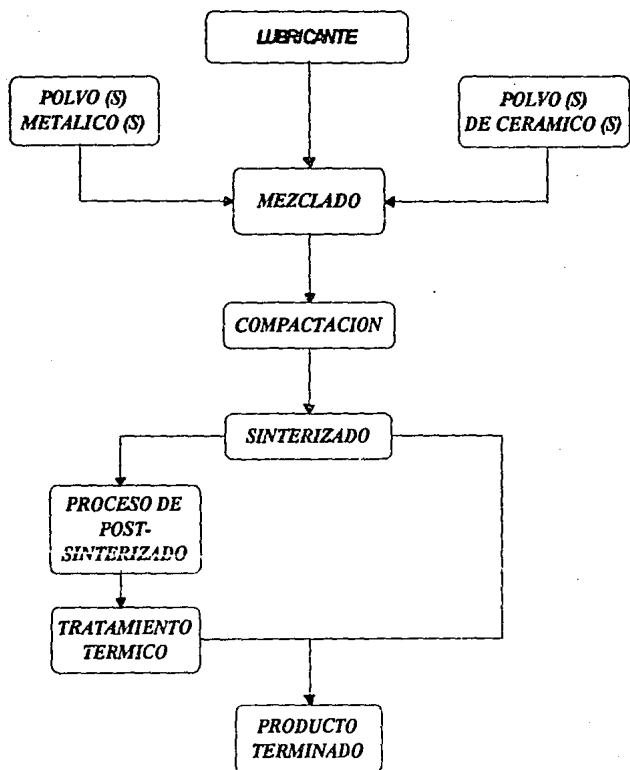 LUBRICANTE
POLVO (S)
METALICO (S)
POLVO (S)
DE CERAMICO (S)
MEZCLADO
COMPACTACION
SINTERIZADO
PROCESO DE
POST-
SINTERIZADO
TRATAMIENTO
TERMICO
PRODUCTO
TERMINADO